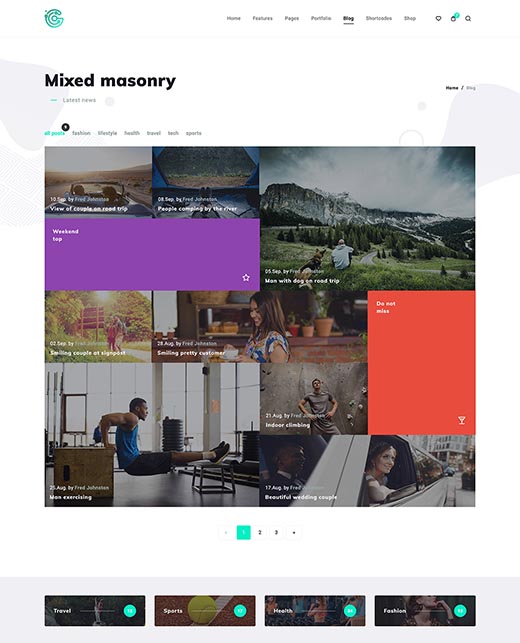 Home Features Pages Portfolio Blog Shortcodes Shop
Mixed masonry
Latest news
Home / Blog
all posts fashion lifestyle health travel tech sports
10.Sep. by Fred Johnston
View of couple on road trip
08.Sep. by Fred Johnston
People camping by the river
05.Sep. by Fred Johnston
Man with dog on road trip
Weekend
top
02.Sep. by Fred Johnston
Smiling couple at signpost
28.Aug. by Fred Johnston
Smiling pretty customer
Do not
miss
21.Aug. by Fred Johnston
Indoor climbing
25.Aug. by Fred Johnston
Man exercising
17.Aug. by Fred Johnston
Beautiful wedding couple
1 2 3
Travel
Sports
Health
Fashion